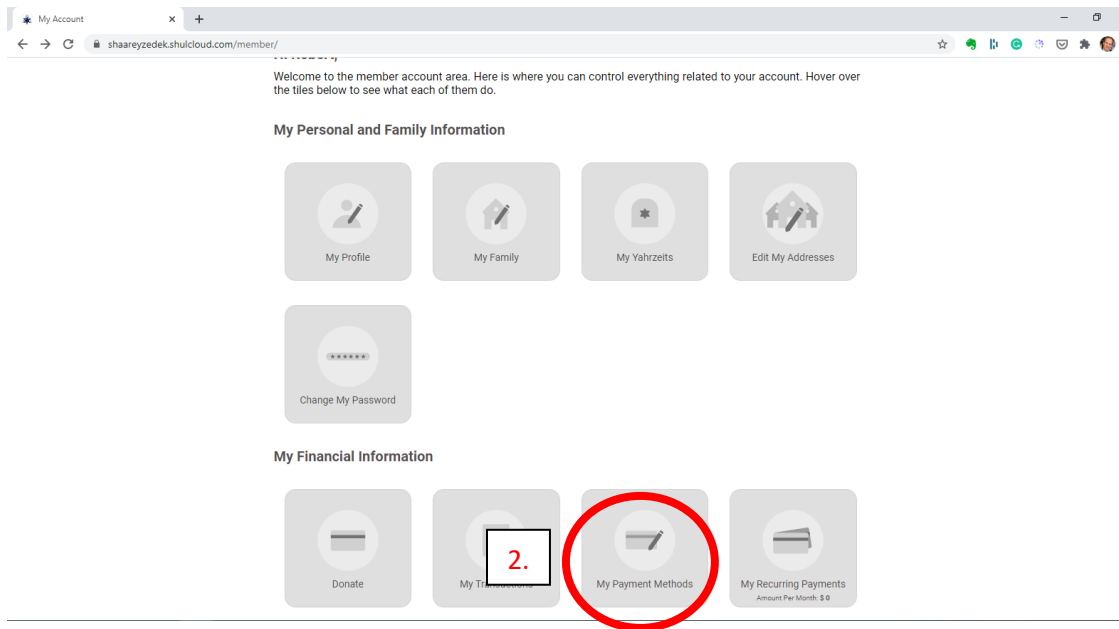 My Account
shaareyzedek.shulcloud.com/member/
Welcome to the member account area. Here is where you can control everything related to your account. Hover over
the tiles below to see what each of them do.
My Personal and Family Information
My Profile
My Family
My Yahrzeits
Edit My Addresses
******
Change My Password
My Financial Information
2.
Donate
My
My Payment Methods
My Recurring Payments
Amount Per Month: $ 0